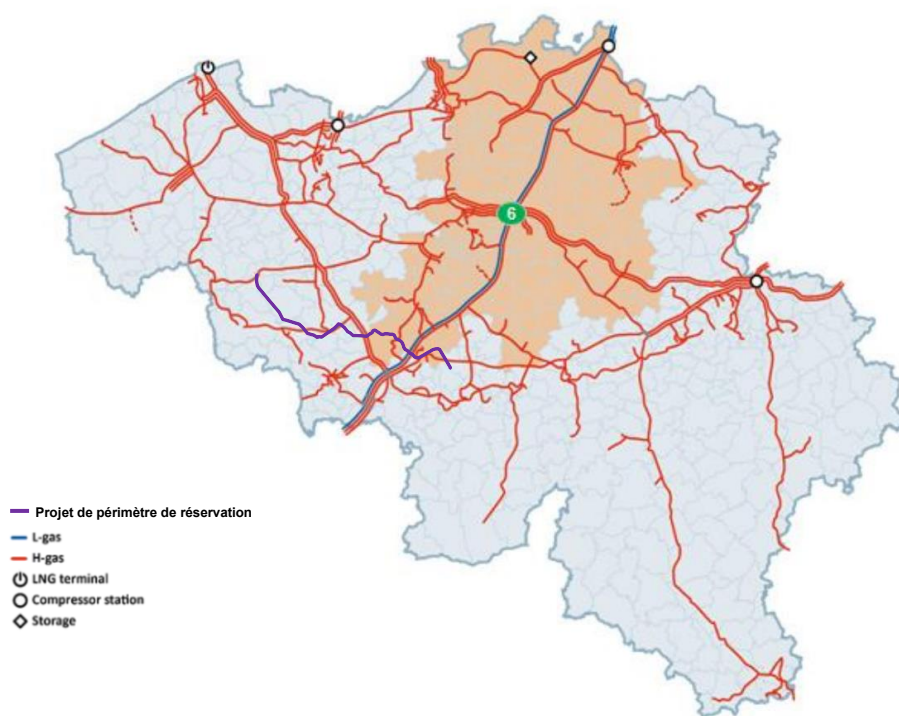 6
Projet de périmètre de réservation
L-gas
H-gas
LNG terminal
Compressor station
Storage